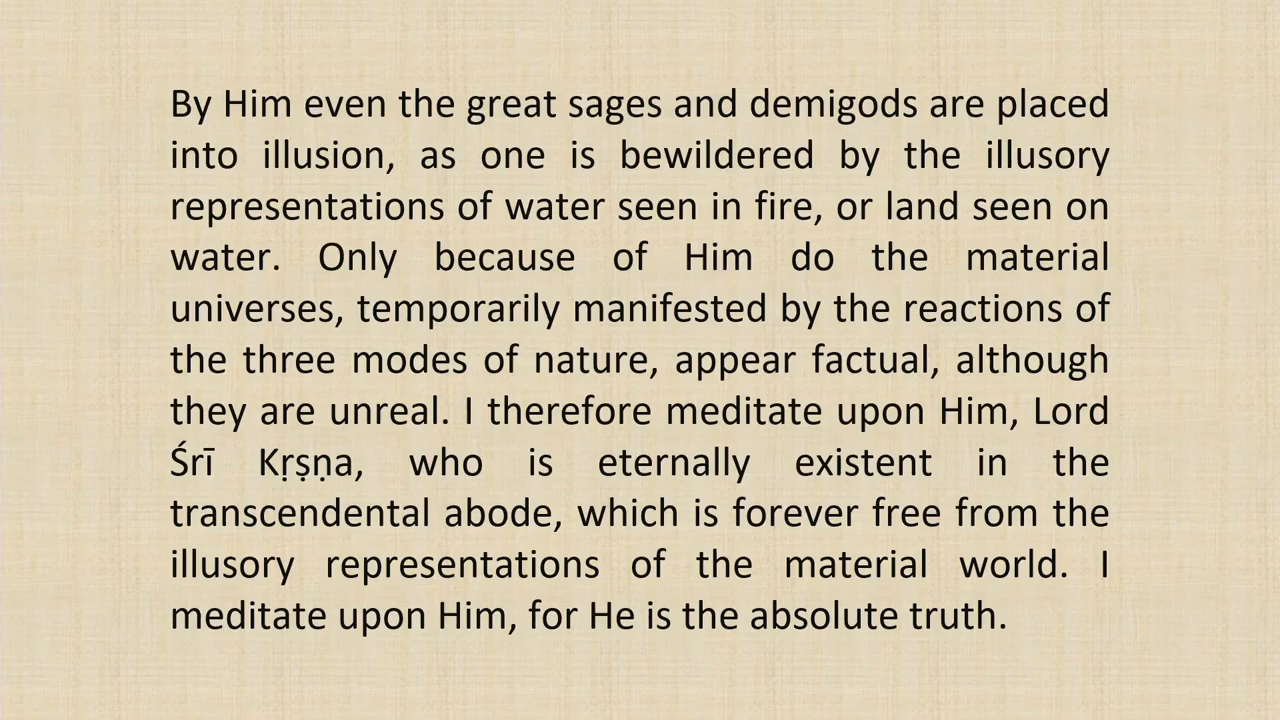 By Him even the great sages and demigods are placed
into illusion, as one is bewildered by the illusory
representations of water seen in fire, or land seen on
water. Only because of Him do the material
universes, temporarily manifested by the reactions of
the three modes of nature, appear factual, although
they are unreal. I therefore meditate upon Him, Lord
Śrī Kṛṣṇa, who is eternally existent in the
transcendental abode, which is forever free from the
illusory representations of the material world. I
meditate upon Him, for He is the absolute truth.